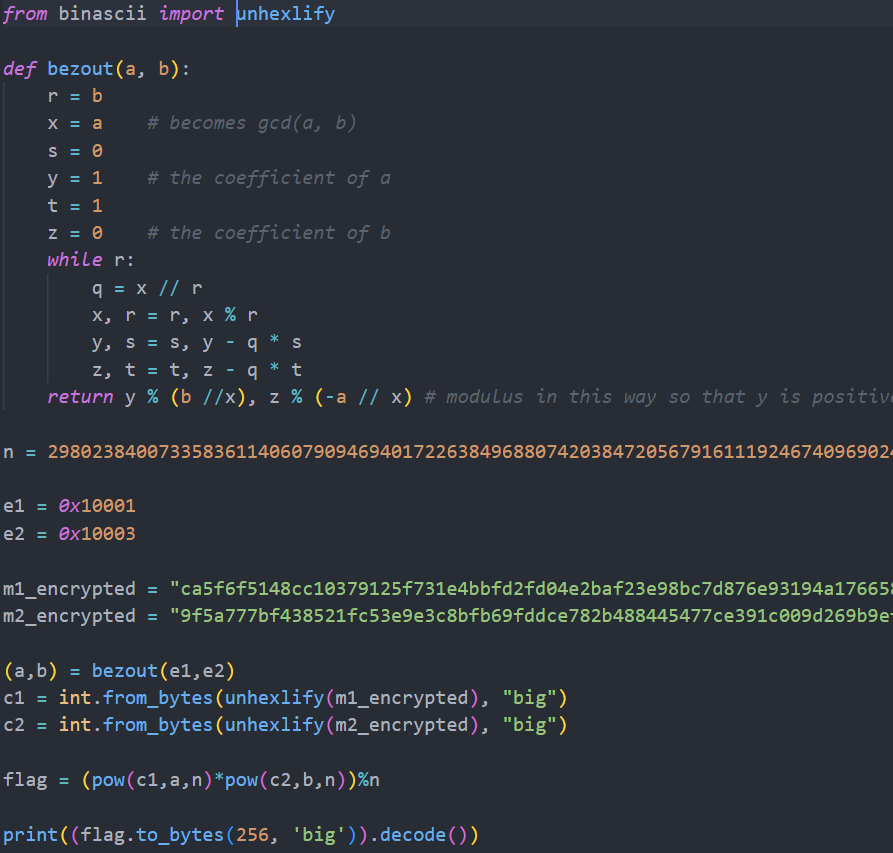 from binascii import unhexlify
def bezout(a, b):
    r = b
    x = a    # becomes gcd(a, b)
    s = 0
    y = 1    # the coefficient of a
    t = 1
    z = 0    # the coefficient of b
    while r:
        q = x // r
        x, r = r, x % r
        y, s = s, y - q * s
        z, t = t, z - q * t
    return y % (b //x), z % (-a // x) # modulus in this way so that y is positive
n = 29802384007335836114060790946940172263849688074203847205679161119246740969024
e1 = 0x10001
e2 = 0x10003
m1_encrypted = "ca5f6f5148cc10379125f731e4bbfd2fd04e2baf23e98bc7d876e93194a176658
m2_encrypted = "9f5a777bf438521fc53e9e3c8bfb69fddce782b488445477ce391c009d269b9e
(a,b) = bezout(e1,e2)
c1 = int.from_bytes(unhexlify(m1_encrypted), "big")
c2 = int.from_bytes(unhexlify(m2_encrypted), "big")
flag = (pow(c1,a,n)*pow(c2,b,n))%n
print((flag.to_bytes(256, 'big')).decode())